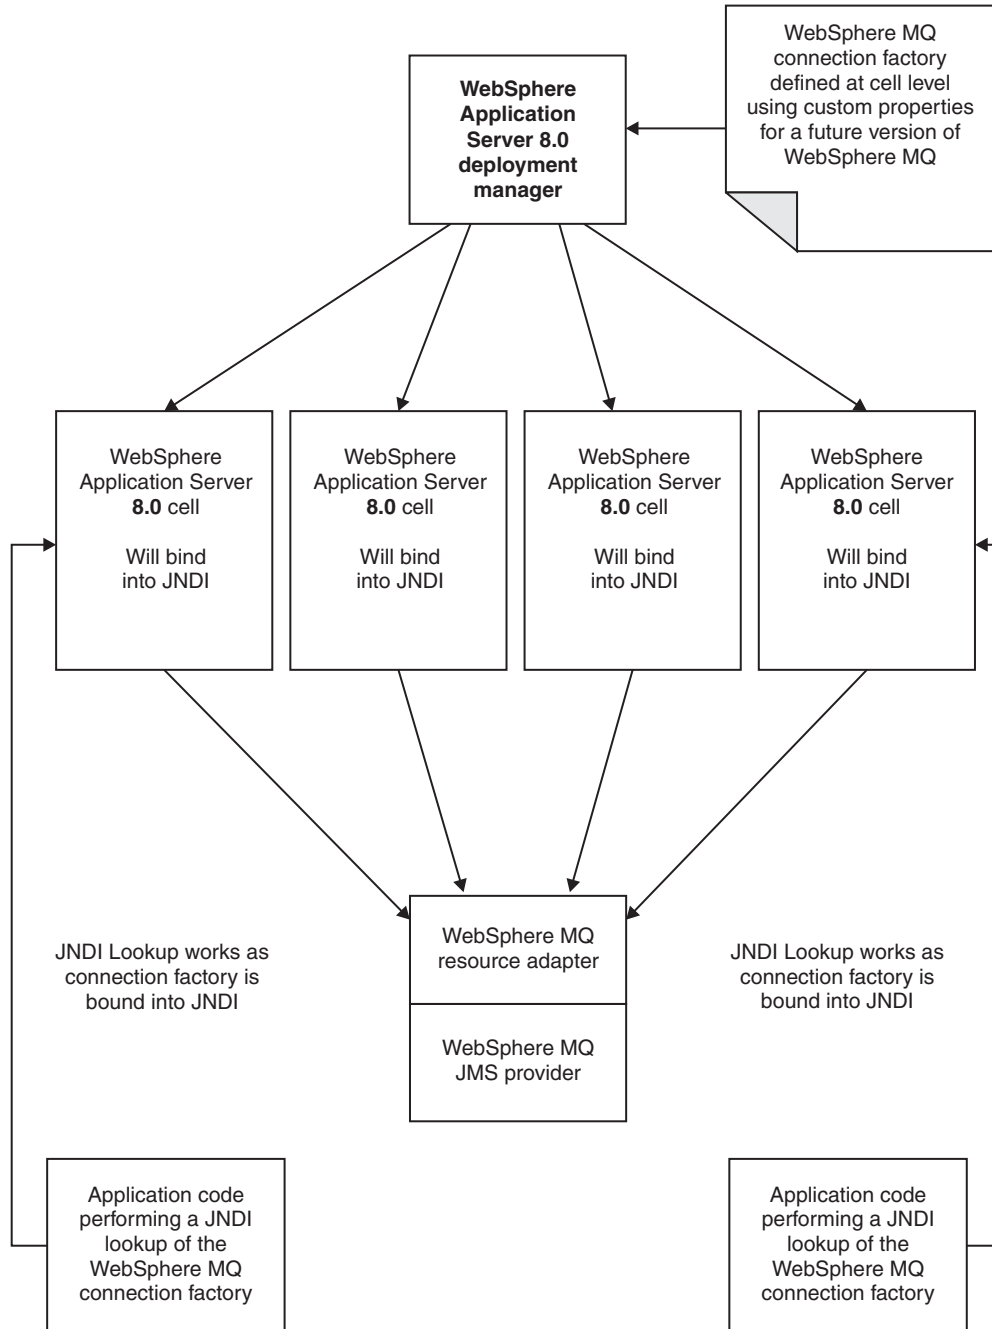 WebSphere MQ
connection factory
defined at cell level
using custom properties
for a future version of
WebSphere MQ
WebSphere
Application
Server 8.0
deployment
manager
WebSphere
Application Server
8.0 cell
Will bind
into JNDI
WebSphere
Application Server
8.0 cell
Will bind
into JNDI
WebSphere
Application Server
8.0 cell
Will bind
into JNDI
WebSphere
Application Server
8.0 cell
Will bind
into JNDI
JNDI Lookup works as
connection factory is
bound into JNDI
WebSphere MQ
resource adapter
WebSphere MQ
JMS provider
JNDI Lookup works as
connection factory is
bound into JNDI
Application code
performing a JNDI
lookup of the
WebSphere MQ
connection factory
Application code
performing a JNDI
lookup of the
WebSphere MQ
connection factory